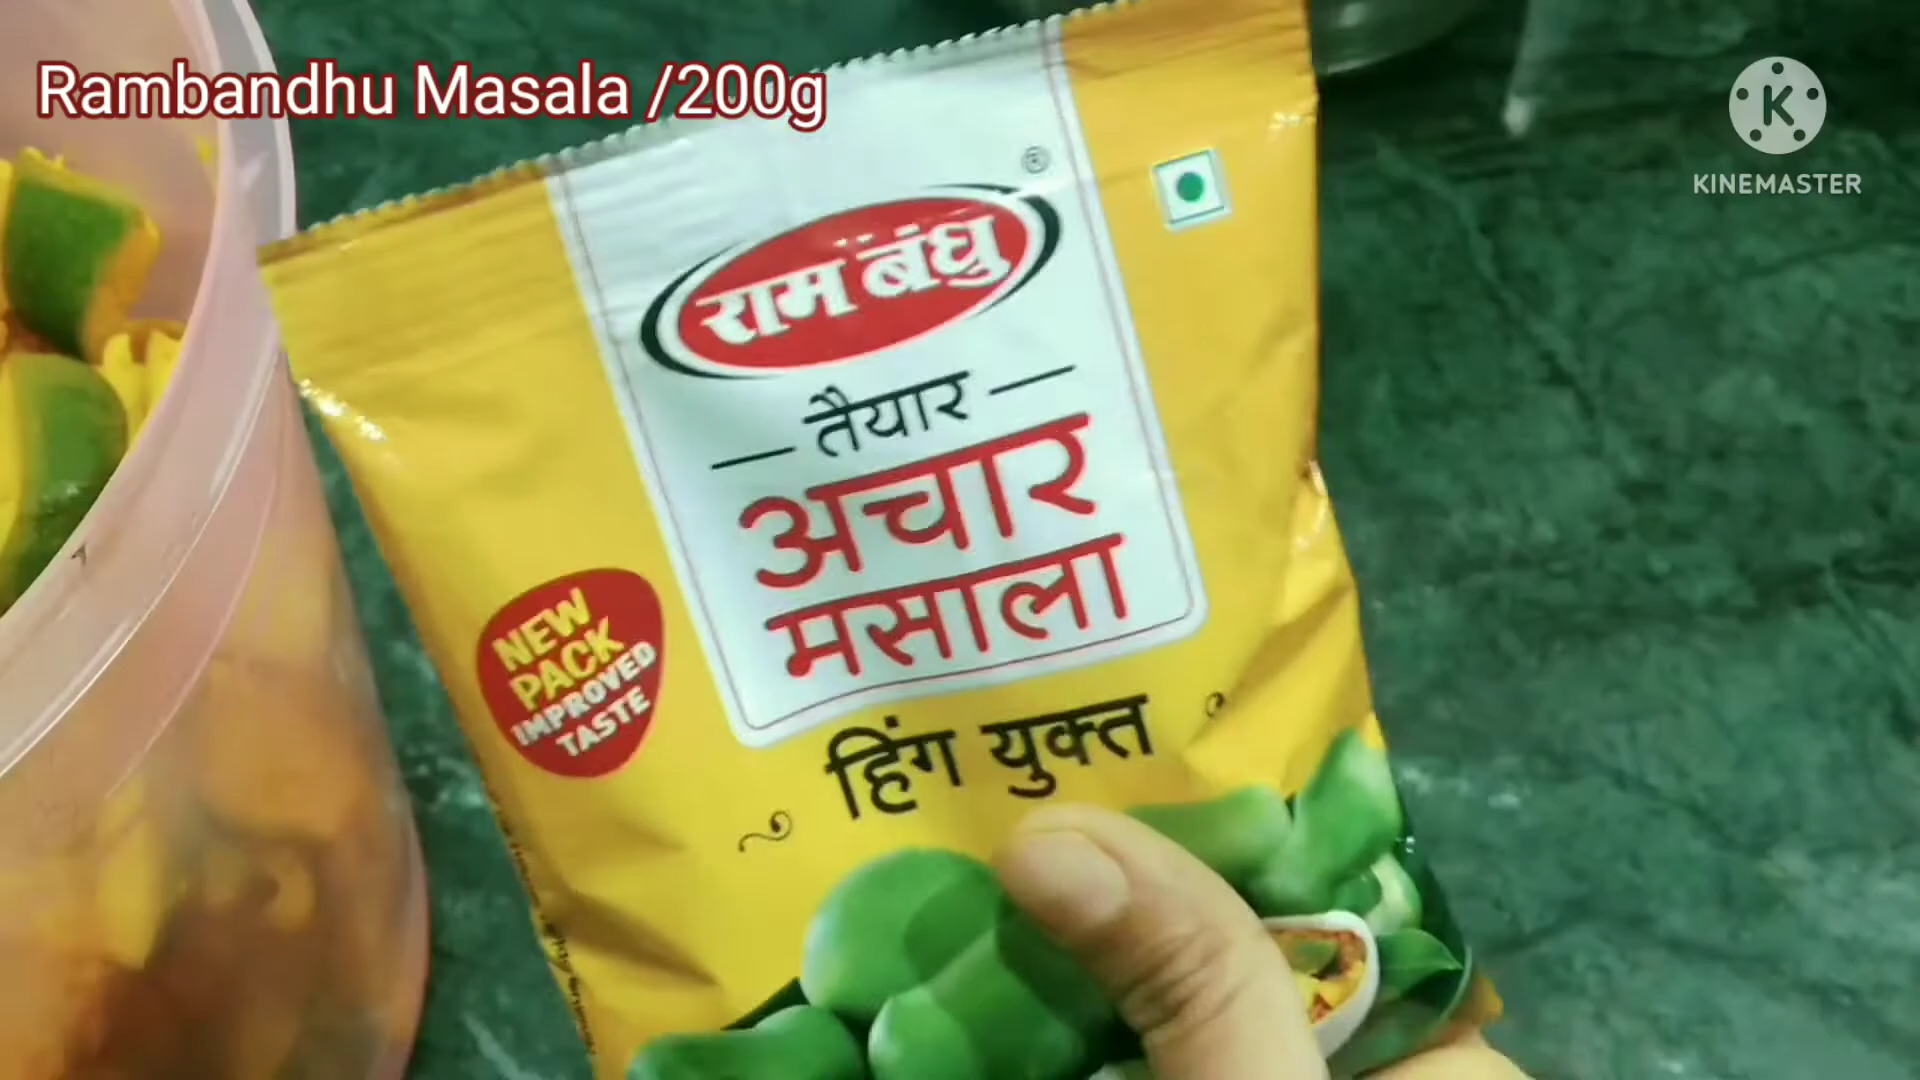 Rambandhu Masala /200g
K
KINEMASTER
®
राम बंधु
तैयार
अचार
मसाला
NEW
PACK
IMPROVED
TASTE
हिंग युक्त